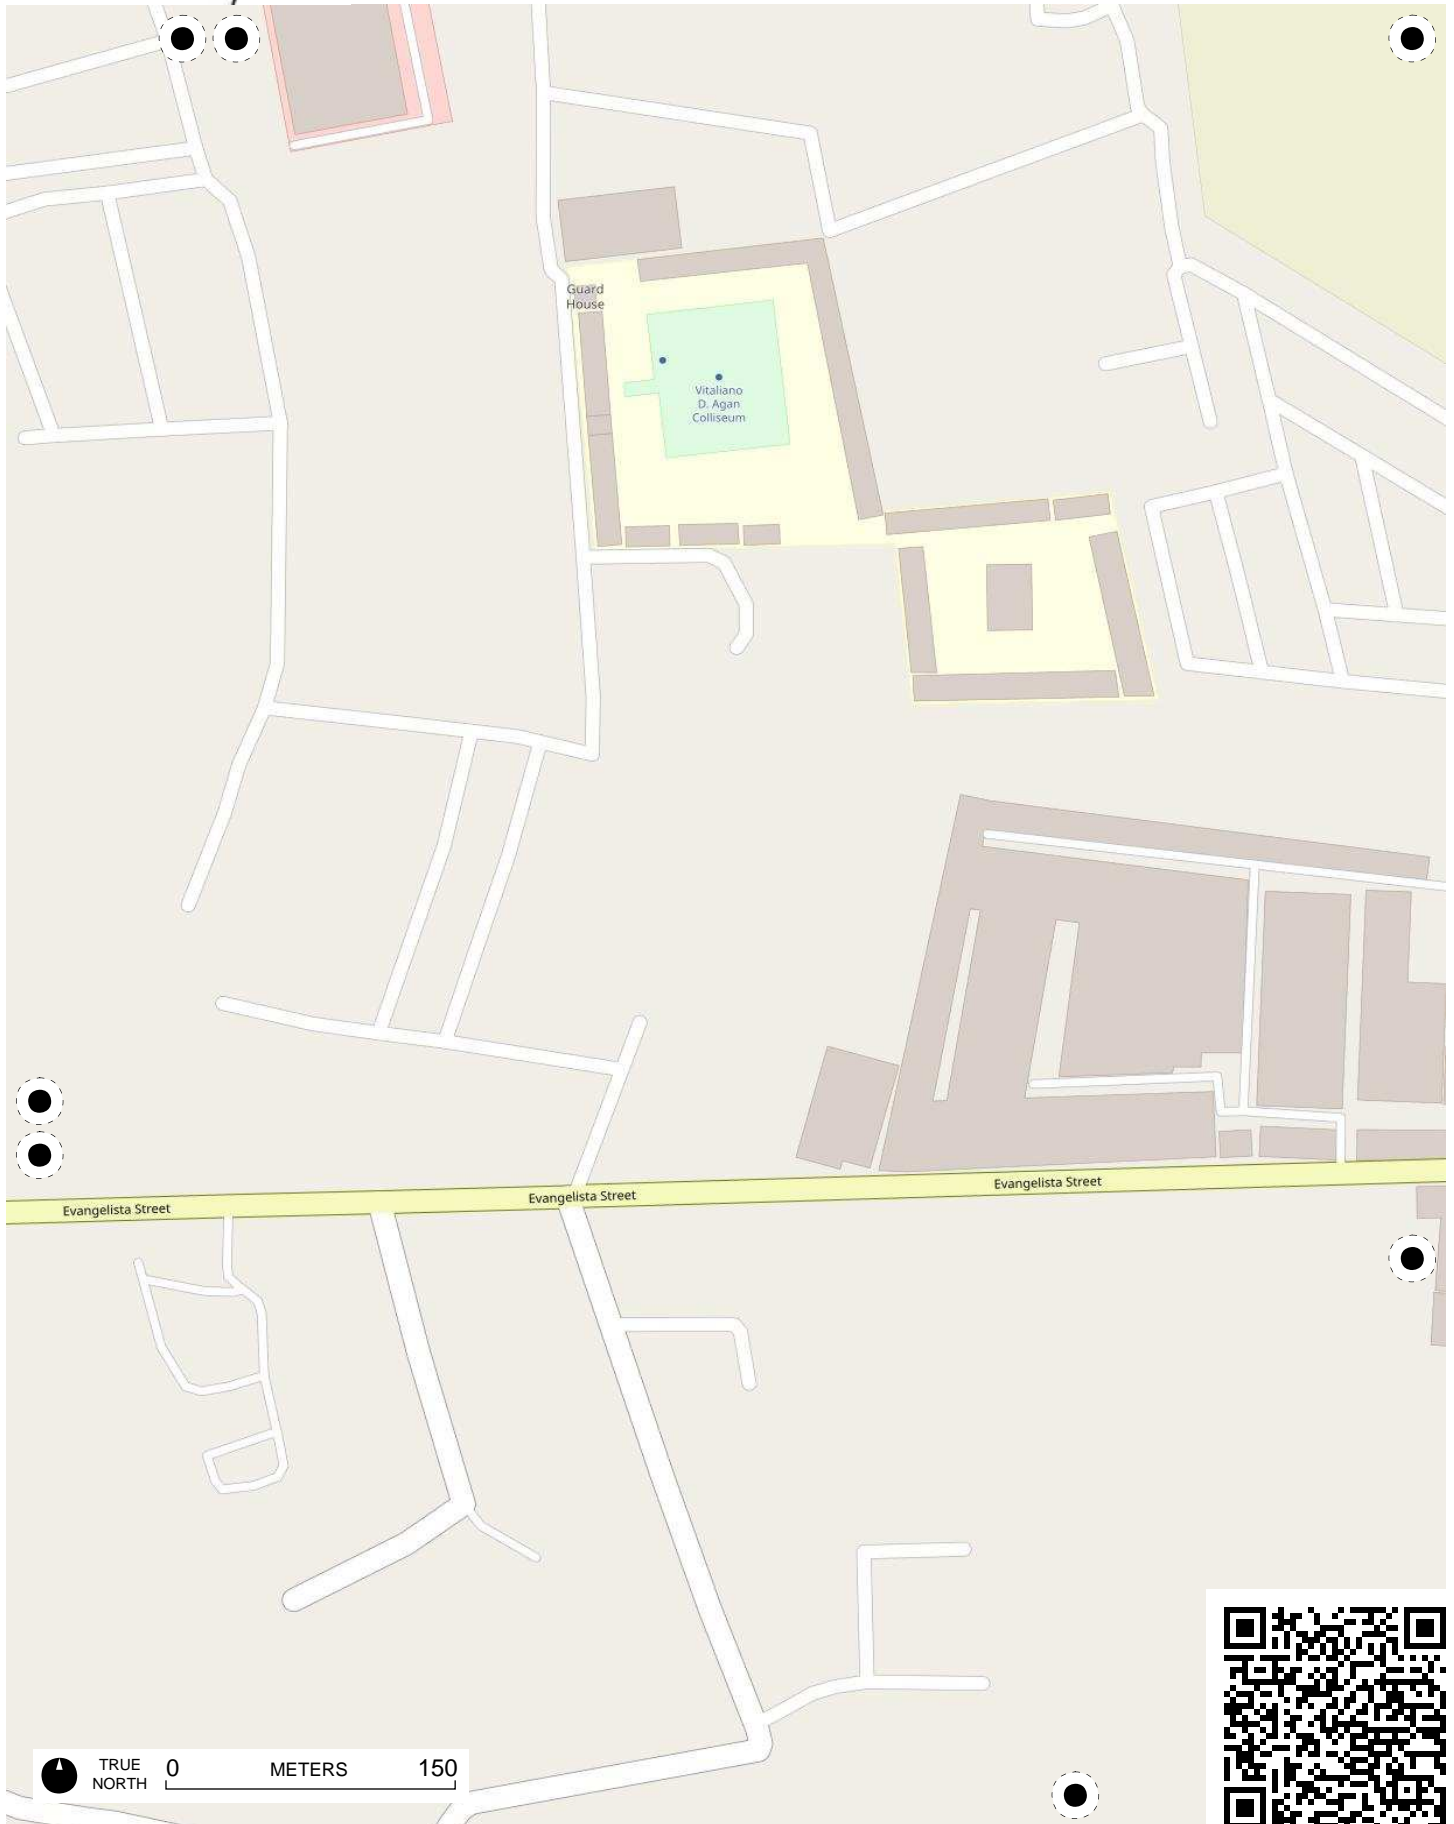 Guard
House
Vitaliano
D. Agan
Colliseum
Evangelista Street
Evangelista Street
Evangelista Street
TRUE
NORTH
0 METERS 150